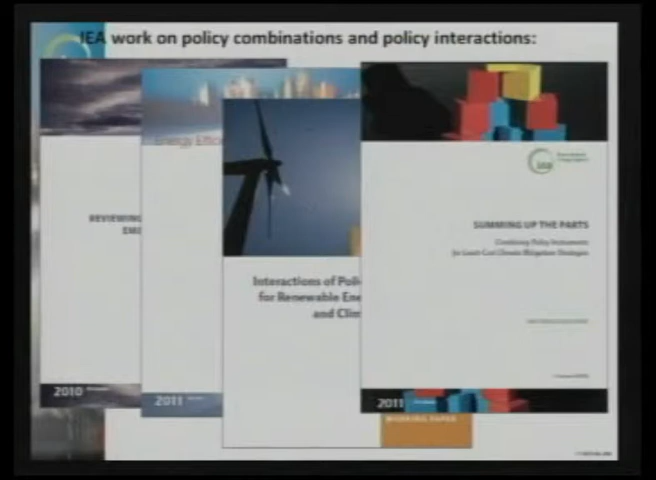 IEA work on policy combinations and policy interactions:
Energy Effic
REVIEWING
2010
2011
Interactions of Poli
for Renewable Ene
and Clim
WORKING PAPER
iea
SUMMING UP THE PARTS
Combining Policy Instruments
for Least-Cost Climate Mitigation Strategies
2011